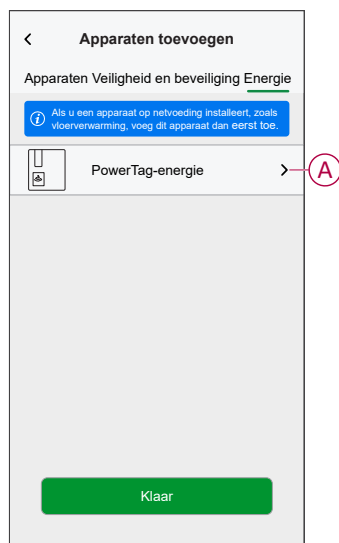 Apparaten toevoegen
Apparaten Veiligheid en beveiliging Energie
Als u een apparaat op netvoeding installeert, zoals
vloerverwarming, voeg dit apparaat dan eerst toe.
PowerTag-energie
A
Klaar